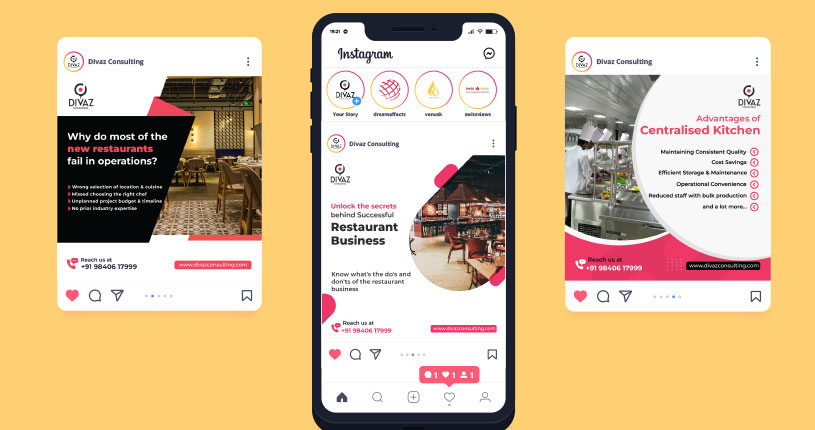 Divaz Consulting
DIVAZ
Why do most of the
new restaurants
fail in operations?
Wrong selection of location & cuisine
Missed choosing the right chef
Unplanned project budget & timeline
No prior industry expertise
Reach us at
+91 98406 17999
www.divazconsulting.com
19:21
Instagram
DIVAZ
Your Story
dreameffects
venusk
swissviews
Divaz Consulting
DIVAZ
Unlock the secrets
behind Successful
Restaurant
Business
Know what's the do's and
don'ts of the restaurant
business
Reach us at
+91 98406 17999
www.divazconsulting.com
1 1 1
Divaz Consulting
DIVAZ
Advantages of
Centralised Kitchen
Maintaining Consistent Quality
Cost Savings
Efficient Storage & Maintenance
Operational Convenience
Reduced staff with bulk production
and a lot more...
Reach us at
+91 98406 17999
www.divazconsulting.com